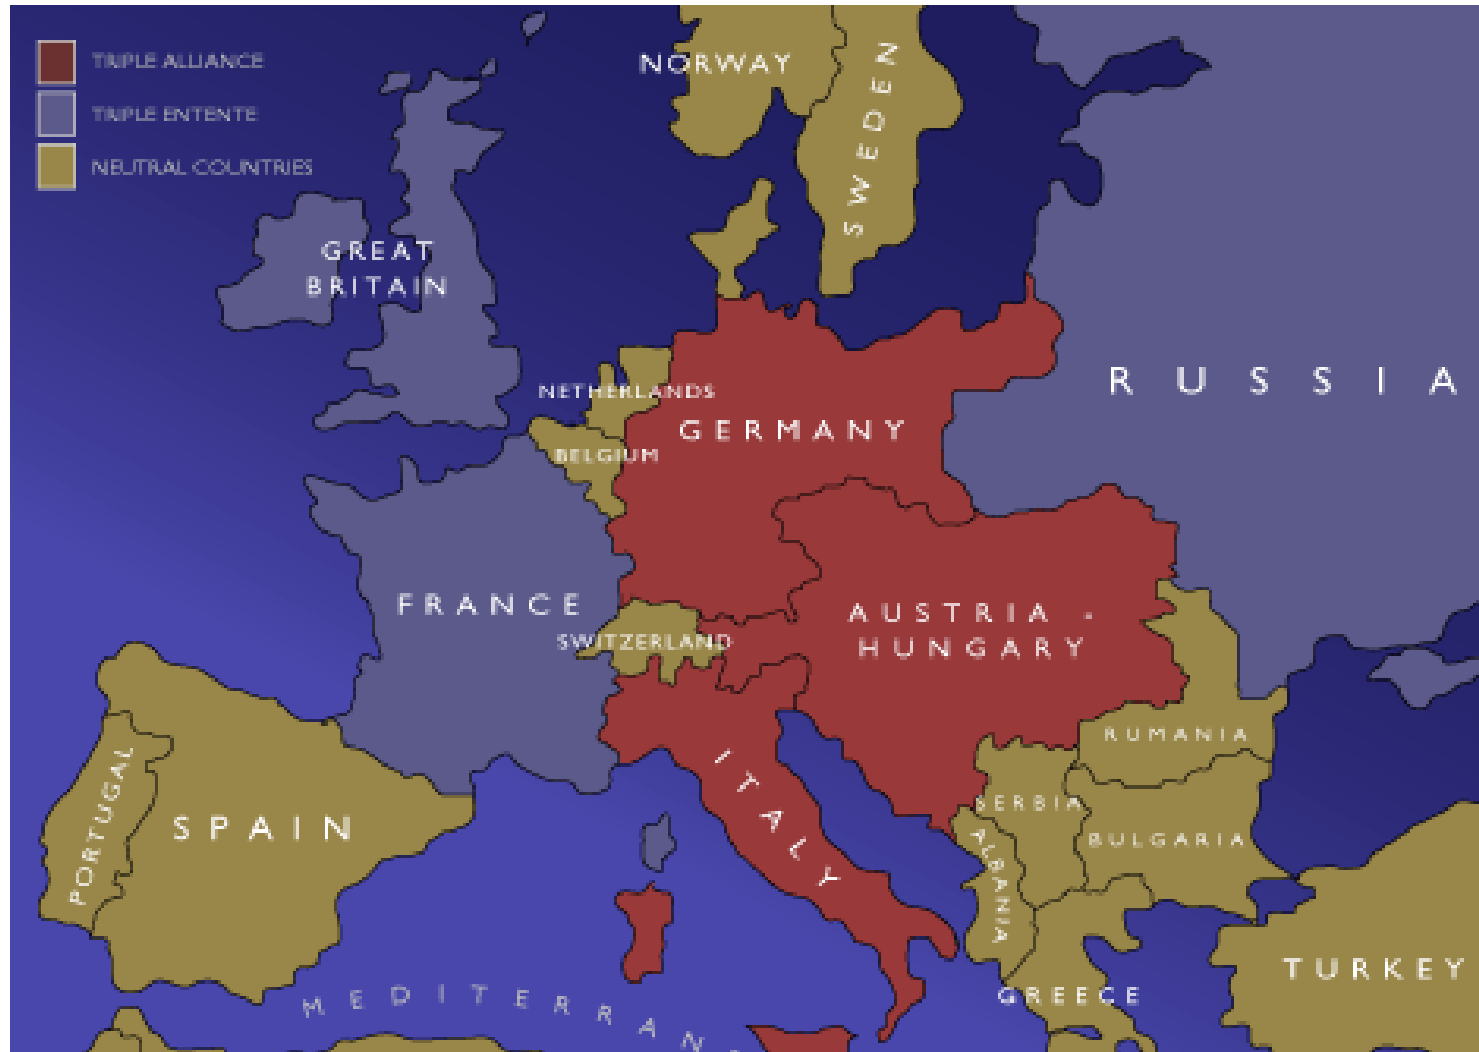 TRIPLE ALLIANCE
TRIPLE ENTENTE
NEUTRAL COUNTRIES
NORWAY
SWEDEN
GREAT
BRITAIN
RUSSIA
NETHERLANDS
GERMANY
BELGIUM
FRANCE
AUSTRIA -
HUNGARY
SWITZERLAND
RUMANIA
ITALY
SERBIA
PORTUGAL
SPAIN
BULGARIA
ALBANIA
TURKEY
GREECE
MEDITERRAN